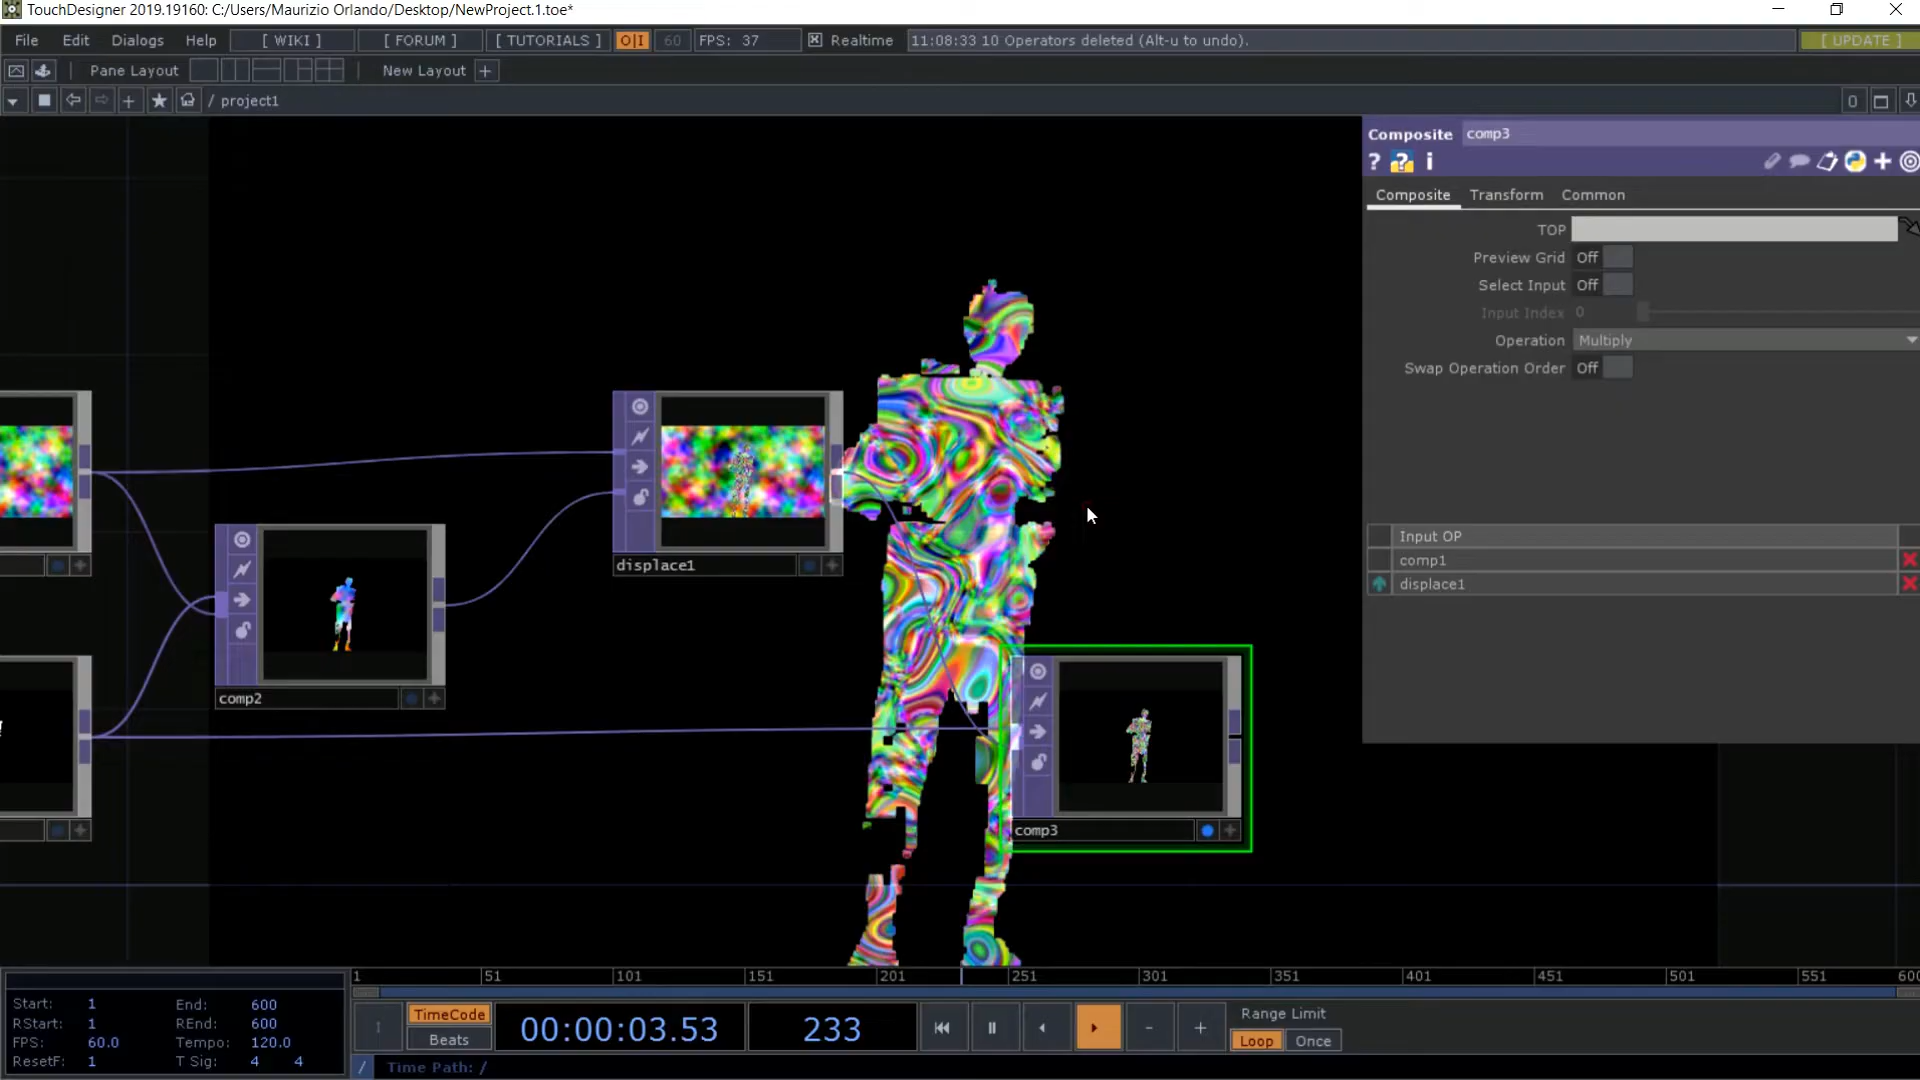 TouchDesigner 2019.19160: C:/Users/Maurizio Orlando/Desktop/NewProject.1.toe*
File Edit Dialogs Help [ WIKI ] [ FORUM ] [ TUTORIALS ] O|I 60 FPS: 37 Realtime 11:08:33 10 Operators deleted (Alt-u to undo). [ UPDATE ]
Pane Layout New Layout +
/ project1 0
Composite comp3
? ? i
Composite Transform Common
TOP
Preview Grid Off
Select Input Off
Input Index 0
Operation Multiply
Swap Operation Order Off
Input OP
comp1
displace1
displace1
comp2
comp3
1 51 101 151 201 251 301 351 401 451 501 551 600
Start: 1 End: 600
RStart: 1 REnd: 600
FPS: 60.0 Tempo: 120.0
ResetF: 1 T Sig: 4 4
TimeCode
Beats
00:00:03.53
233
- +
Range Limit
Loop Once
/ Time Path: /